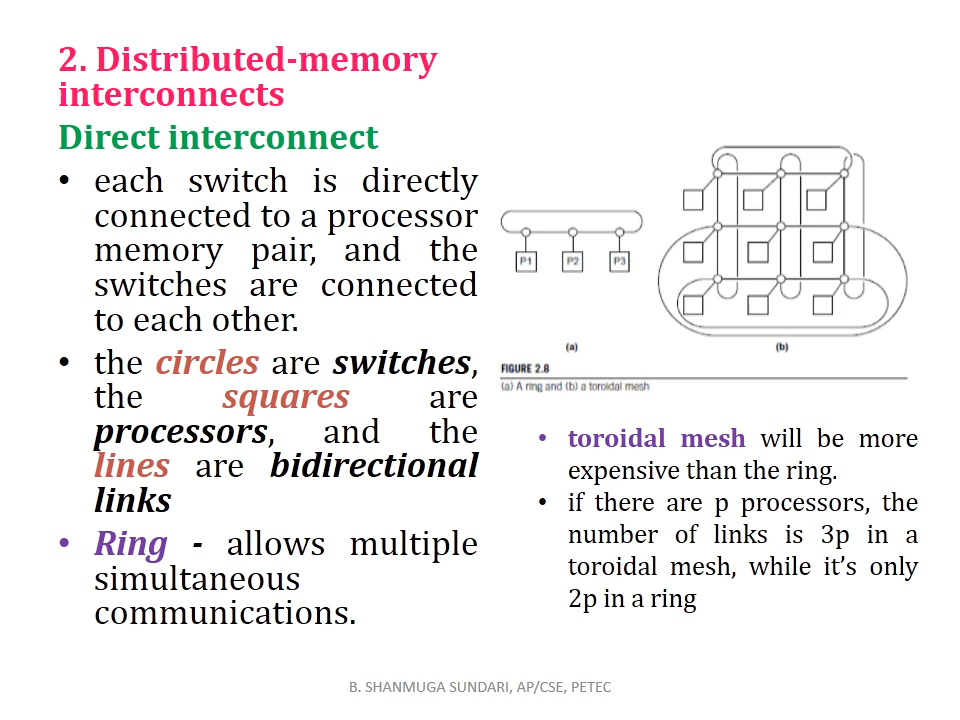 2. Distributed-memory
interconnects
Direct interconnect
• each switch is directly
connected to a processor
memory pair, and the
switches are connected
to each other.
• the circles are switches,
the squares are
processors, and the
lines are bidirectional
links
• Ring - allows multiple
simultaneous
communications.
P1 P2 P3
(a) (b)
FIGURE 2.8
(a) A ring and (b) a toroidal mesh
• toroidal mesh will be more
expensive than the ring.
• if there are p processors, the
number of links is 3p in a
toroidal mesh, while it’s only
2p in a ring
B. SHANMUGA SUNDARI, AP/CSE, PETEC